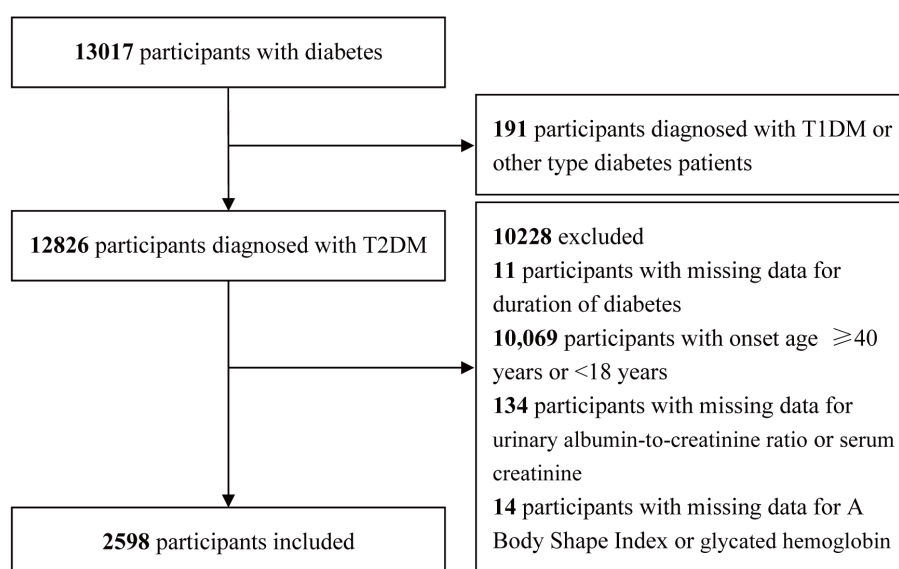 13017 participants with diabetes
191 participants diagnosed with T1DM or
other type diabetes patients
12826 participants diagnosed with T2DM
10228 excluded
11 participants with missing data for
duration of diabetes
10,069 participants with onset age ≥40
years or <18 years
134 participants with missing data for
urinary albumin-to-creatinine ratio or serum
creatinine
14 participants with missing data for A
Body Shape Index or glycated hemoglobin
2598 participants included